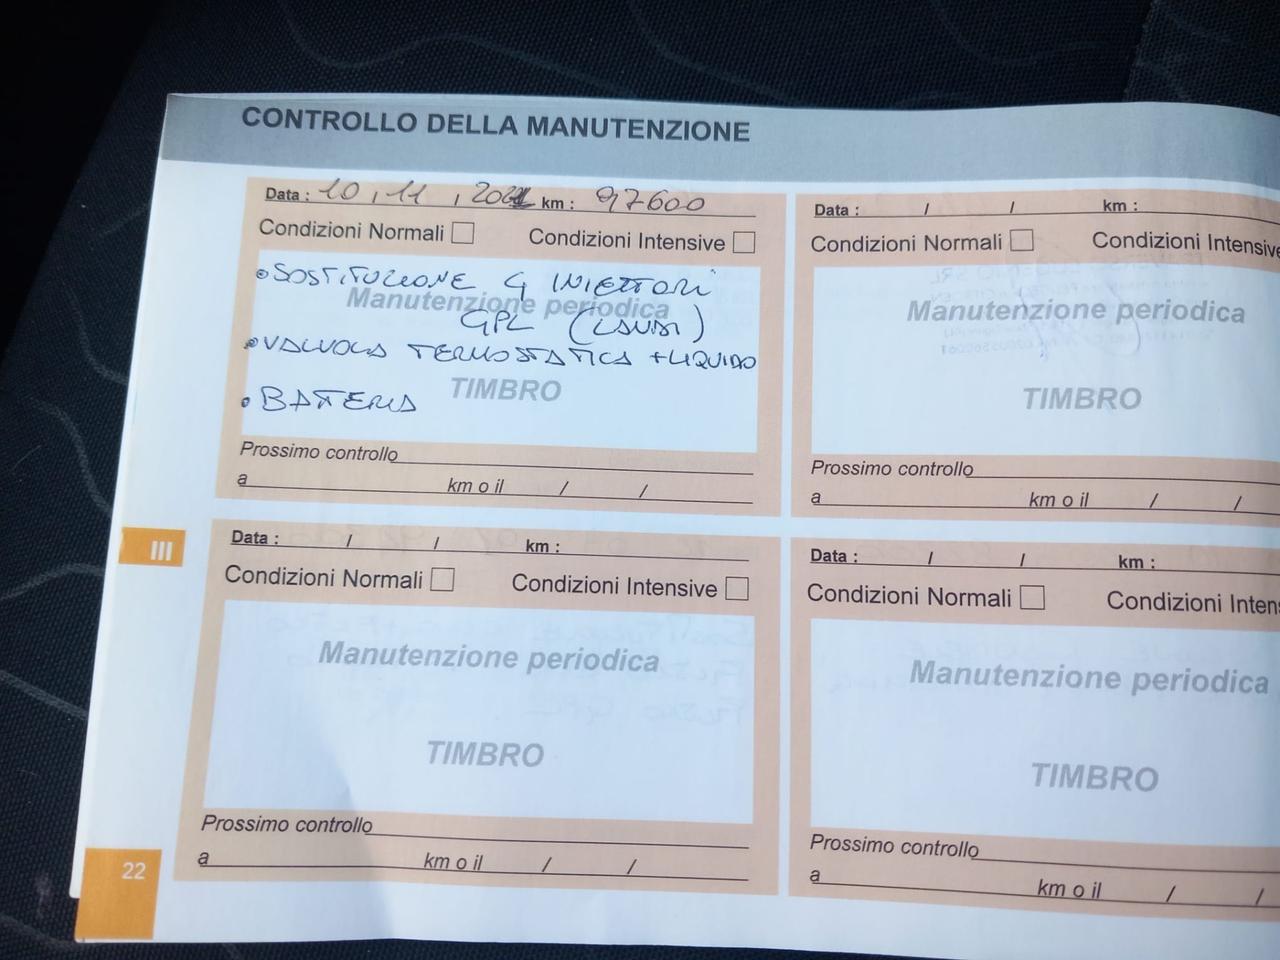 CONTROLLO DELLA MANUTENZIONE
Data : 10 , 11 , 2021 km : 97600
Condizioni Normali Condizioni Intensive
• SOSTITUZIONE 4 INIETTORI
Manutenzione periodica
GPL (LANDI)
• VALVOLA TERMOSTATICA + LIQUIDO
TIMBRO
• BATTERIA
Prossimo controllo
a km o il / /
Data : / / km :
Condizioni Normali Condizioni Intensive
Manutenzione periodica
TIMBRO
Prossimo controllo
a km o il / /
III
Data : / / km :
Condizioni Normali Condizioni Intensive
Manutenzione periodica
TIMBRO
Prossimo controllo
a km o il / /
Data : / / km :
Condizioni Normali Condizioni Inten
Manutenzione periodica
TIMBRO
Prossimo controllo
a km o il / /
22